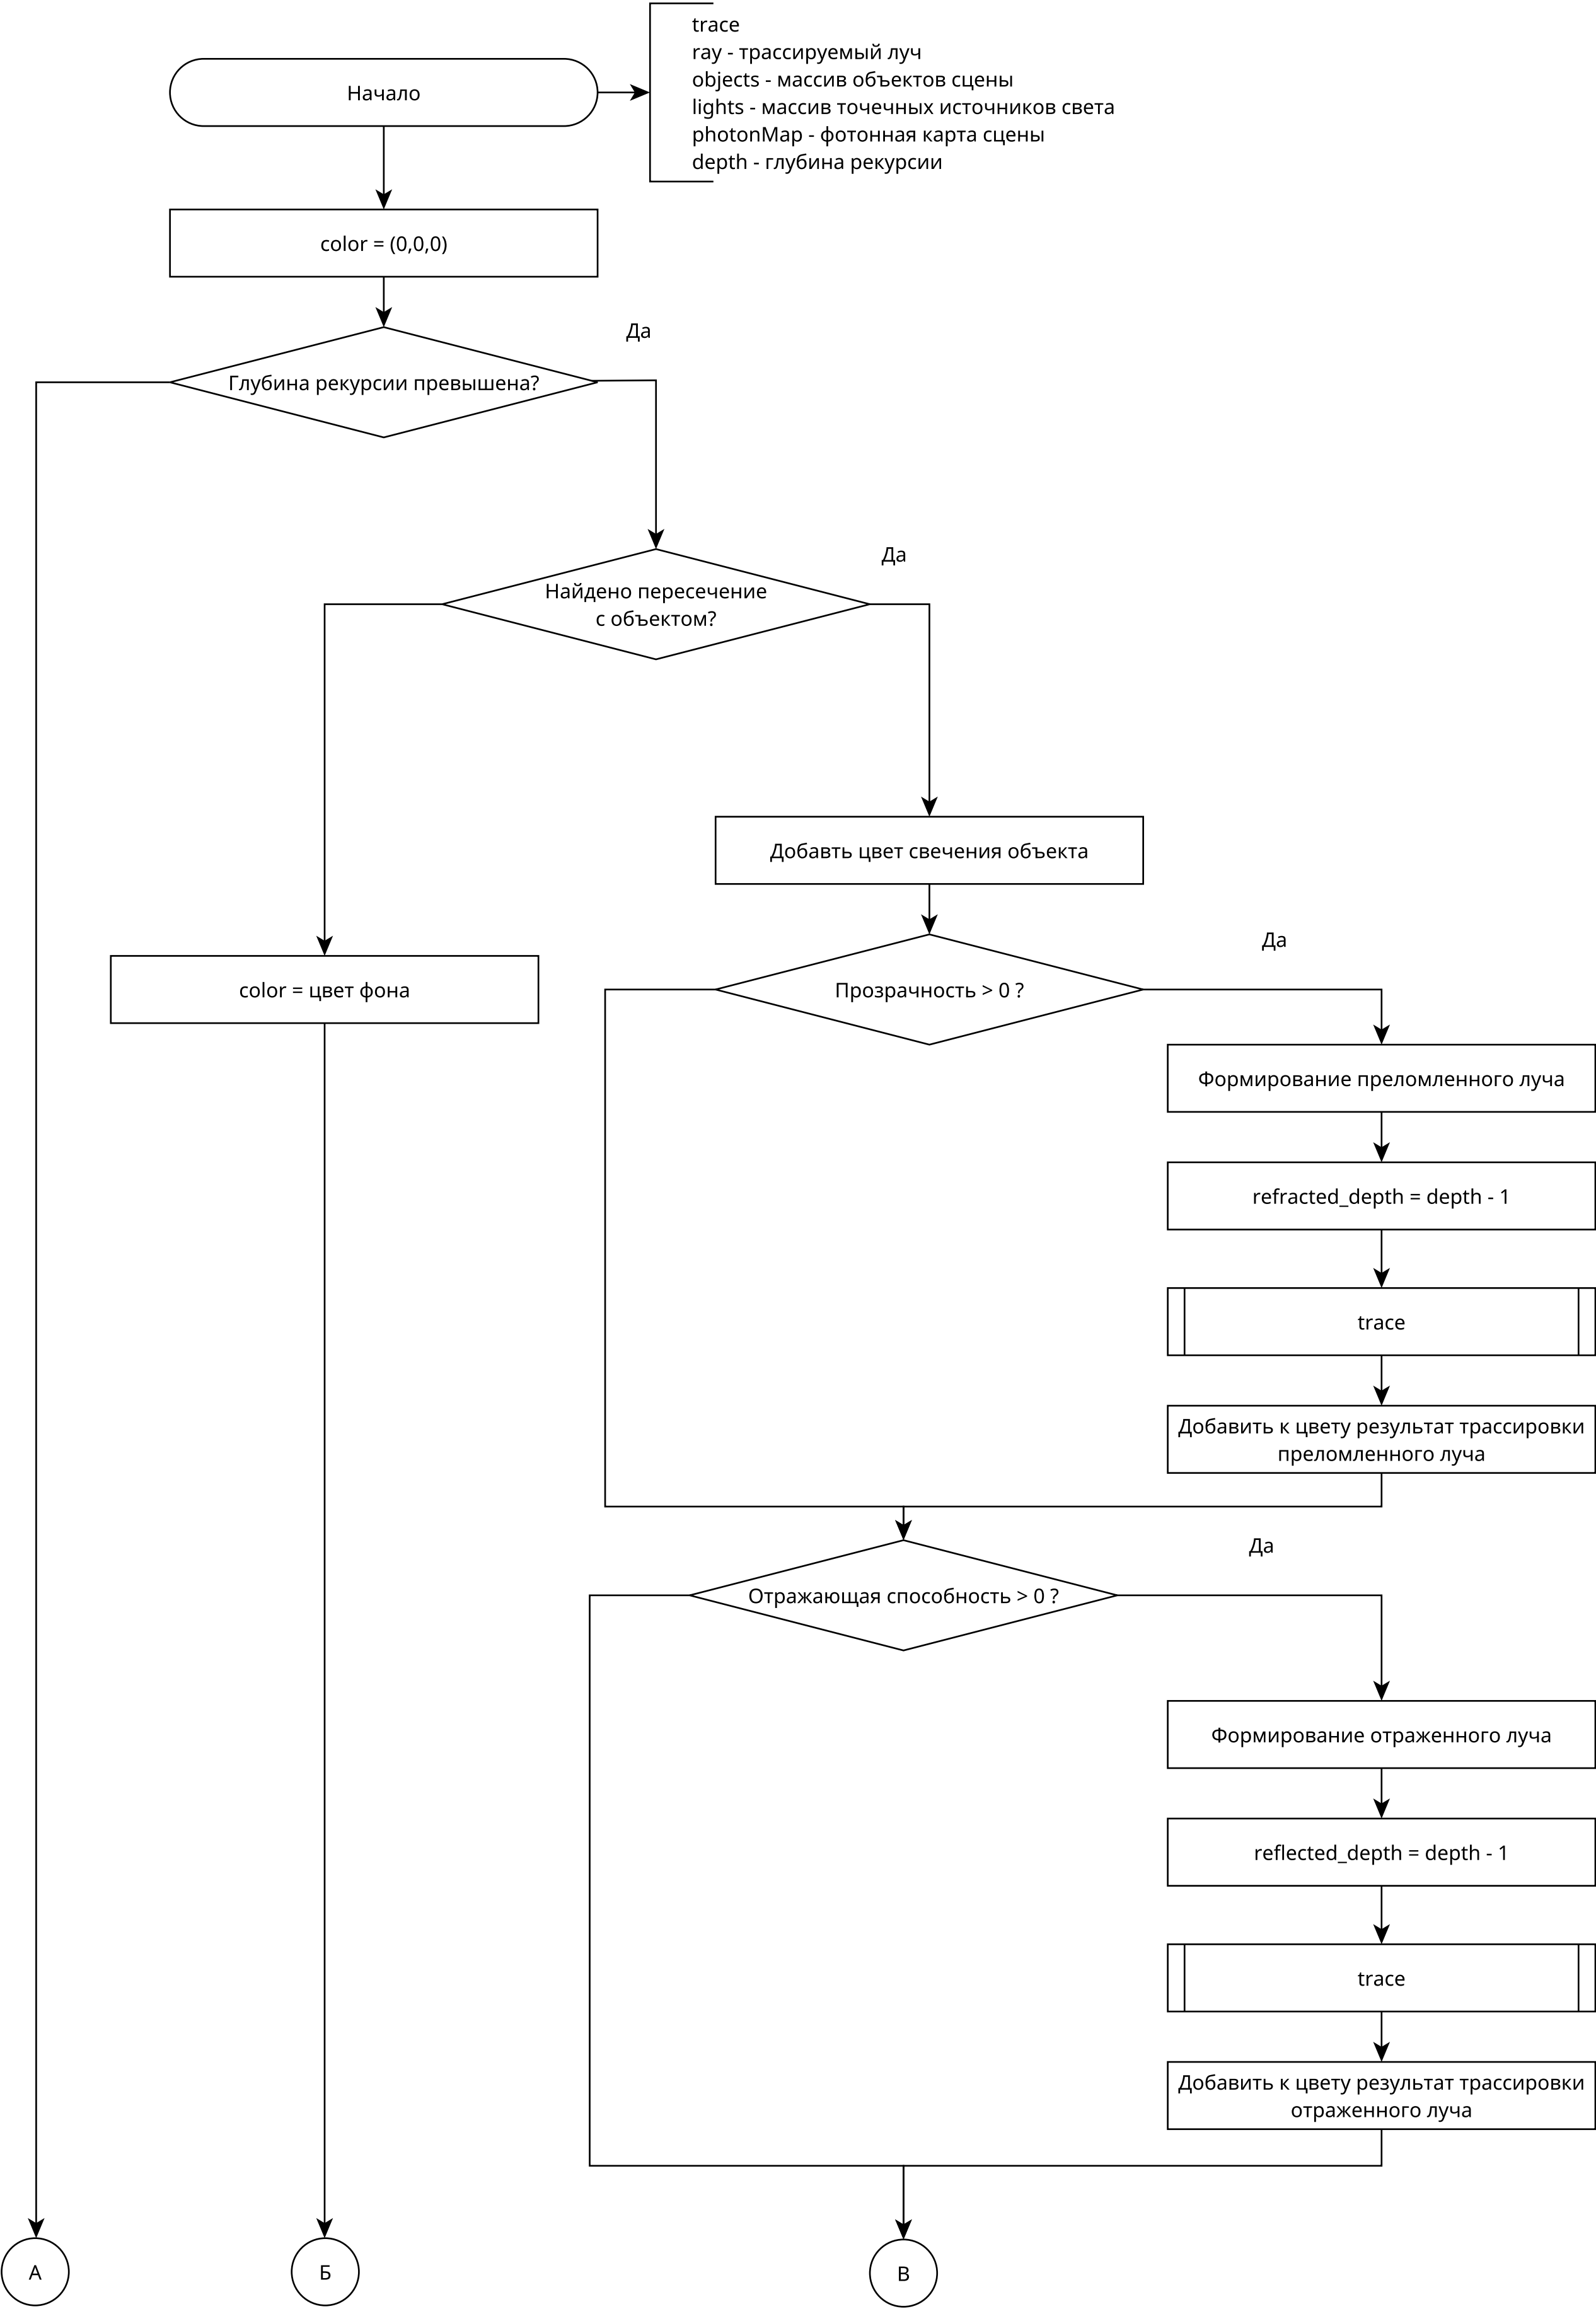 trace
ray - трассируемый луч
objects - массив объектов сцены
lights - массив точечных источников света
photonMap - фотонная карта сцены
depth - глубина рекурсии
Начало
color = (0,0,0)
Да
Глубина рекурсии превышена?
Да
Найдено пересечение
с объектом?
Добавть цвет свечения объекта
Да
color = цвет фона
Прозрачность > 0 ?
Формирование преломленного луча
refracted_depth = depth - 1
trace
Добавить к цвету результат трассировки
преломленного луча
Да
Отражающая способность > 0 ?
Формирование отраженного луча
reflected_depth = depth - 1
trace
Добавить к цвету результат трассировки
отраженного луча
А
Б
В